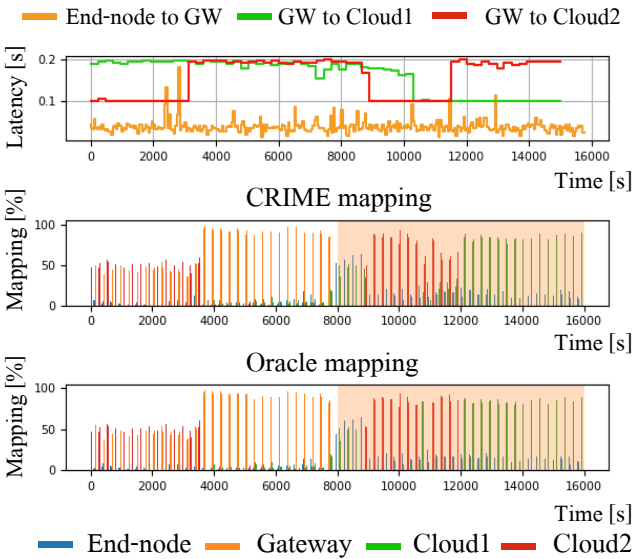 End-node to GW GW to Cloud1 GW to Cloud2
Latency [s]
0.2
0.1
0 2000 4000 6000 8000 10000 12000 14000 16000
Time [s]
CRIME mapping
Mapping [%]
100
50
0
0 2000 4000 6000 8000 10000 12000 14000 16000
Time [s]
Oracle mapping
Mapping [%]
100
50
0
0 2000 4000 6000 8000 10000 12000 14000 16000
Time [s]
End-node Gateway Cloud1 Cloud2